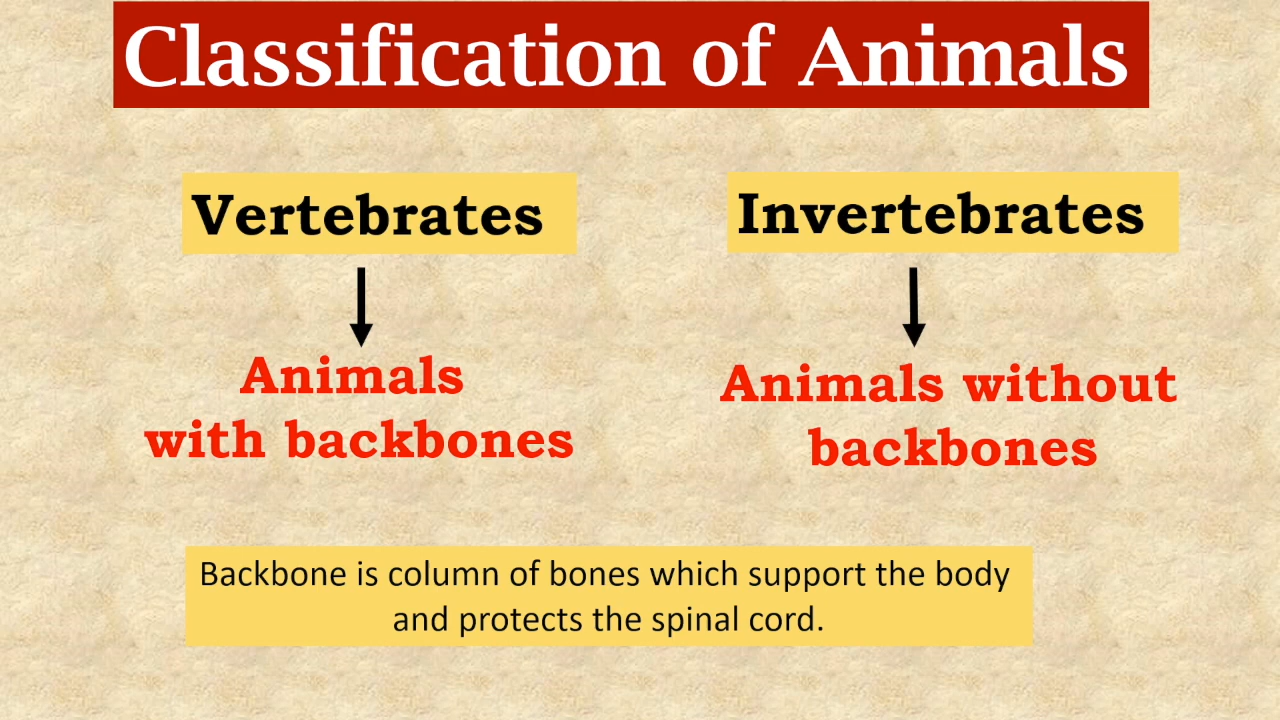 Classification of Animals
Vertebrates
Invertebrates
Animals
with backbones
Animals without
backbones
Backbone is column of bones which support the body
and protects the spinal cord.